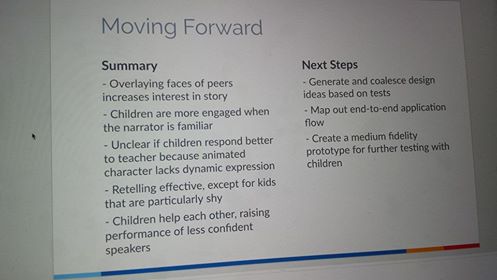 Moving Forward
Summary
- Overlaying faces of peers
increases interest in story
- Children are more engaged when
the narrator is familiar
- Unclear if children respond better
to teacher because animated
character lacks dynamic expression
- Retelling effective, except for kids
that are particularly shy
- Children help each other, raising
performance of less confident
speakers
Next Steps
- Generate and coalesce design
ideas based on tests
- Map out end-to-end application
flow
- Create a medium fidelity
prototype for further testing with
children